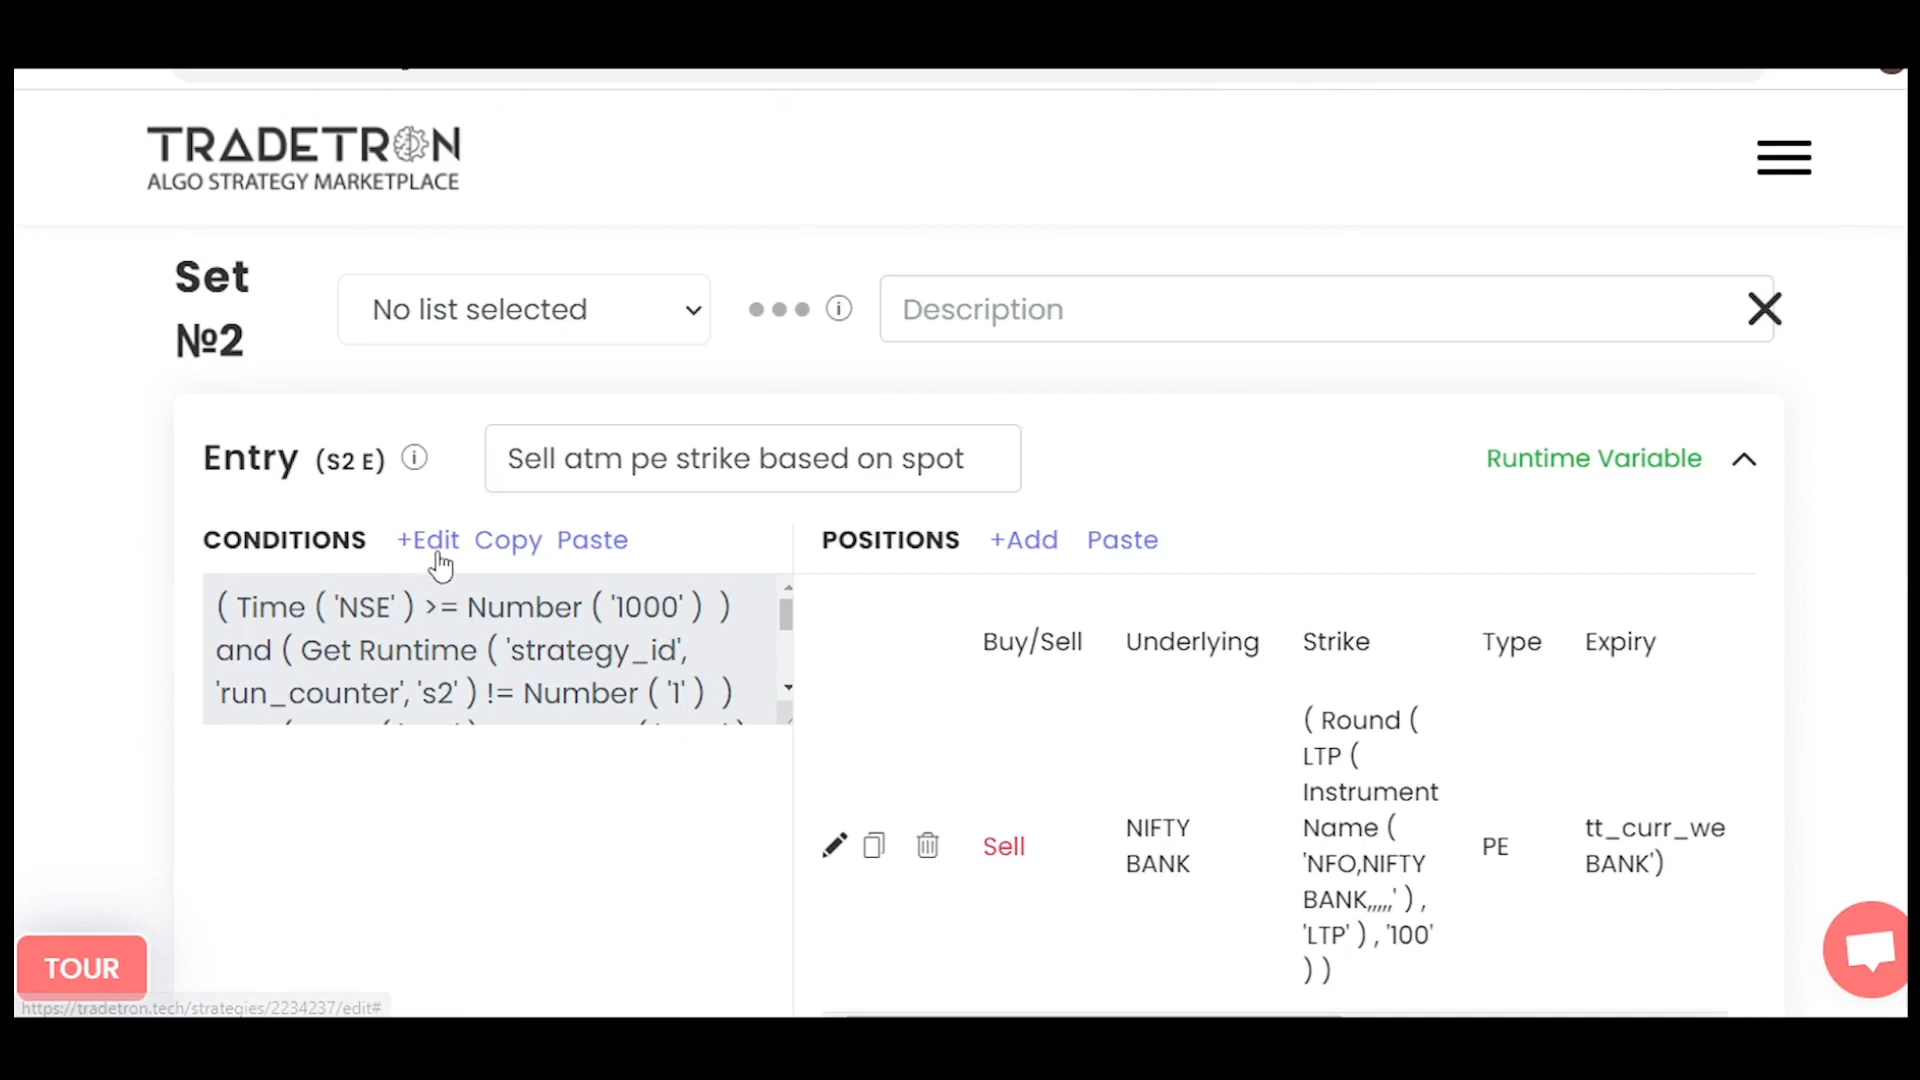 TRADETRON
ALGO STRATEGY MARKETPLACE
Set
№2
No list selected
Description
Entry (S2 E)
Sell atm pe strike based on spot
Runtime Variable
CONDITIONS +Edit Copy Paste
( Time ( 'NSE' ) >= Number ( '1000' ) )
and ( Get Runtime ( 'strategy_id',
'run_counter', 's2' ) != Number ( '1' ) )
POSITIONS +Add Paste
Buy/Sell Underlying Strike Type Expiry
Sell
NIFTY
BANK
( Round (
LTP (
Instrument
Name (
'NFO,NIFTY
BANK,,,,,' ) ,
'LTP' ) , '100'
) )
PE
tt_curr_we
BANK')
TOUR
https://tradetron.tech/strategies/2234237/edit#